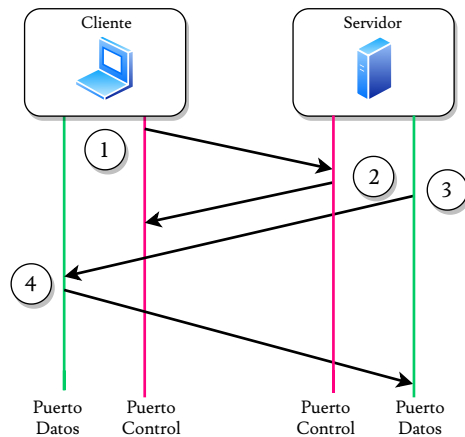 Cliente
Servidor
1
2
3
4
Puerto
Datos
Puerto
Control
Puerto
Control
Puerto
Datos